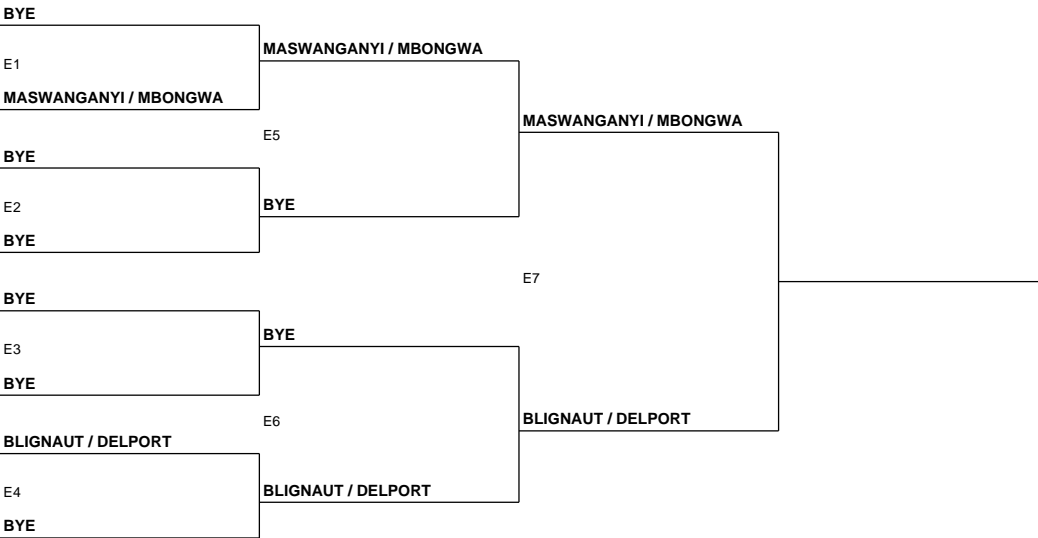 BYE
E1
MASWANGANYI / MBONGWA
BYE
E2
BYE
BYE
E3
BYE
BLIGNAUT / DELPORT
E4
BYE
MASWANGANYI / MBONGWA
E5
BYE
BYE
E6
BLIGNAUT / DELPORT
MASWANGANYI / MBONGWA
E7
BLIGNAUT / DELPORT